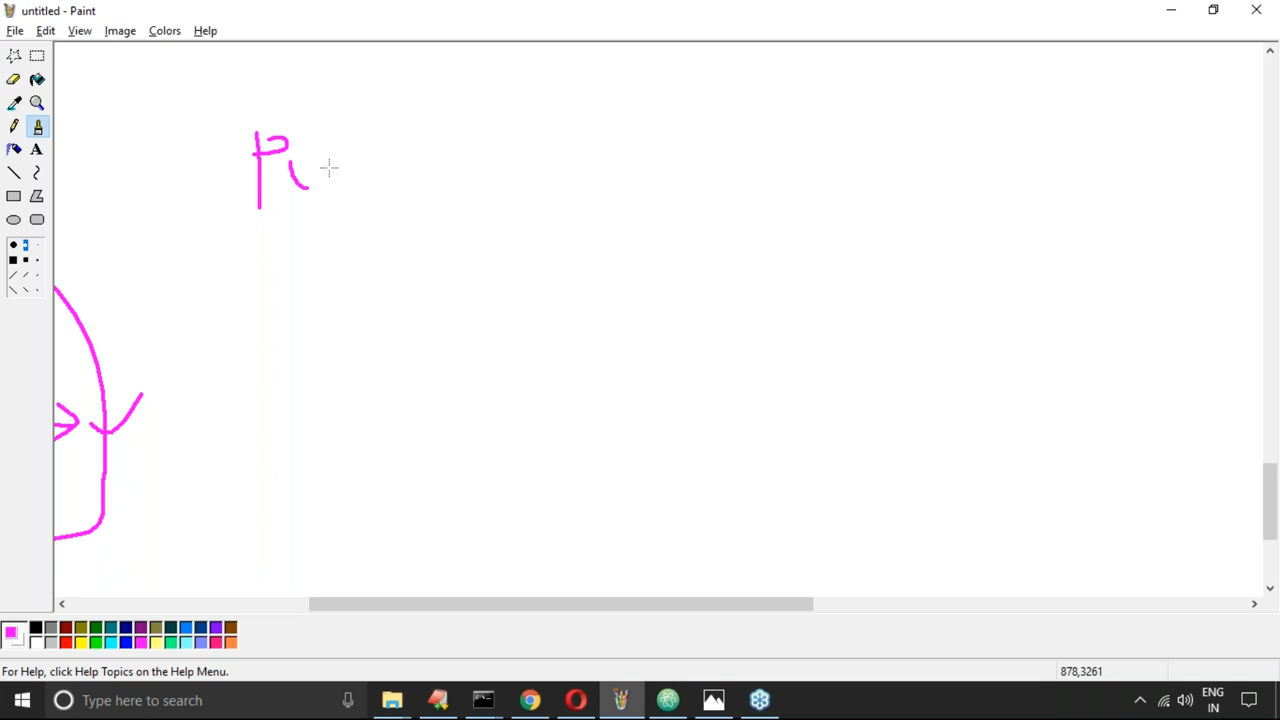 untitled - Paint
File Edit View Image Colors Help
For Help, click Help Topics on the Help Menu.
878,3261
Type here to search
ENG
IN